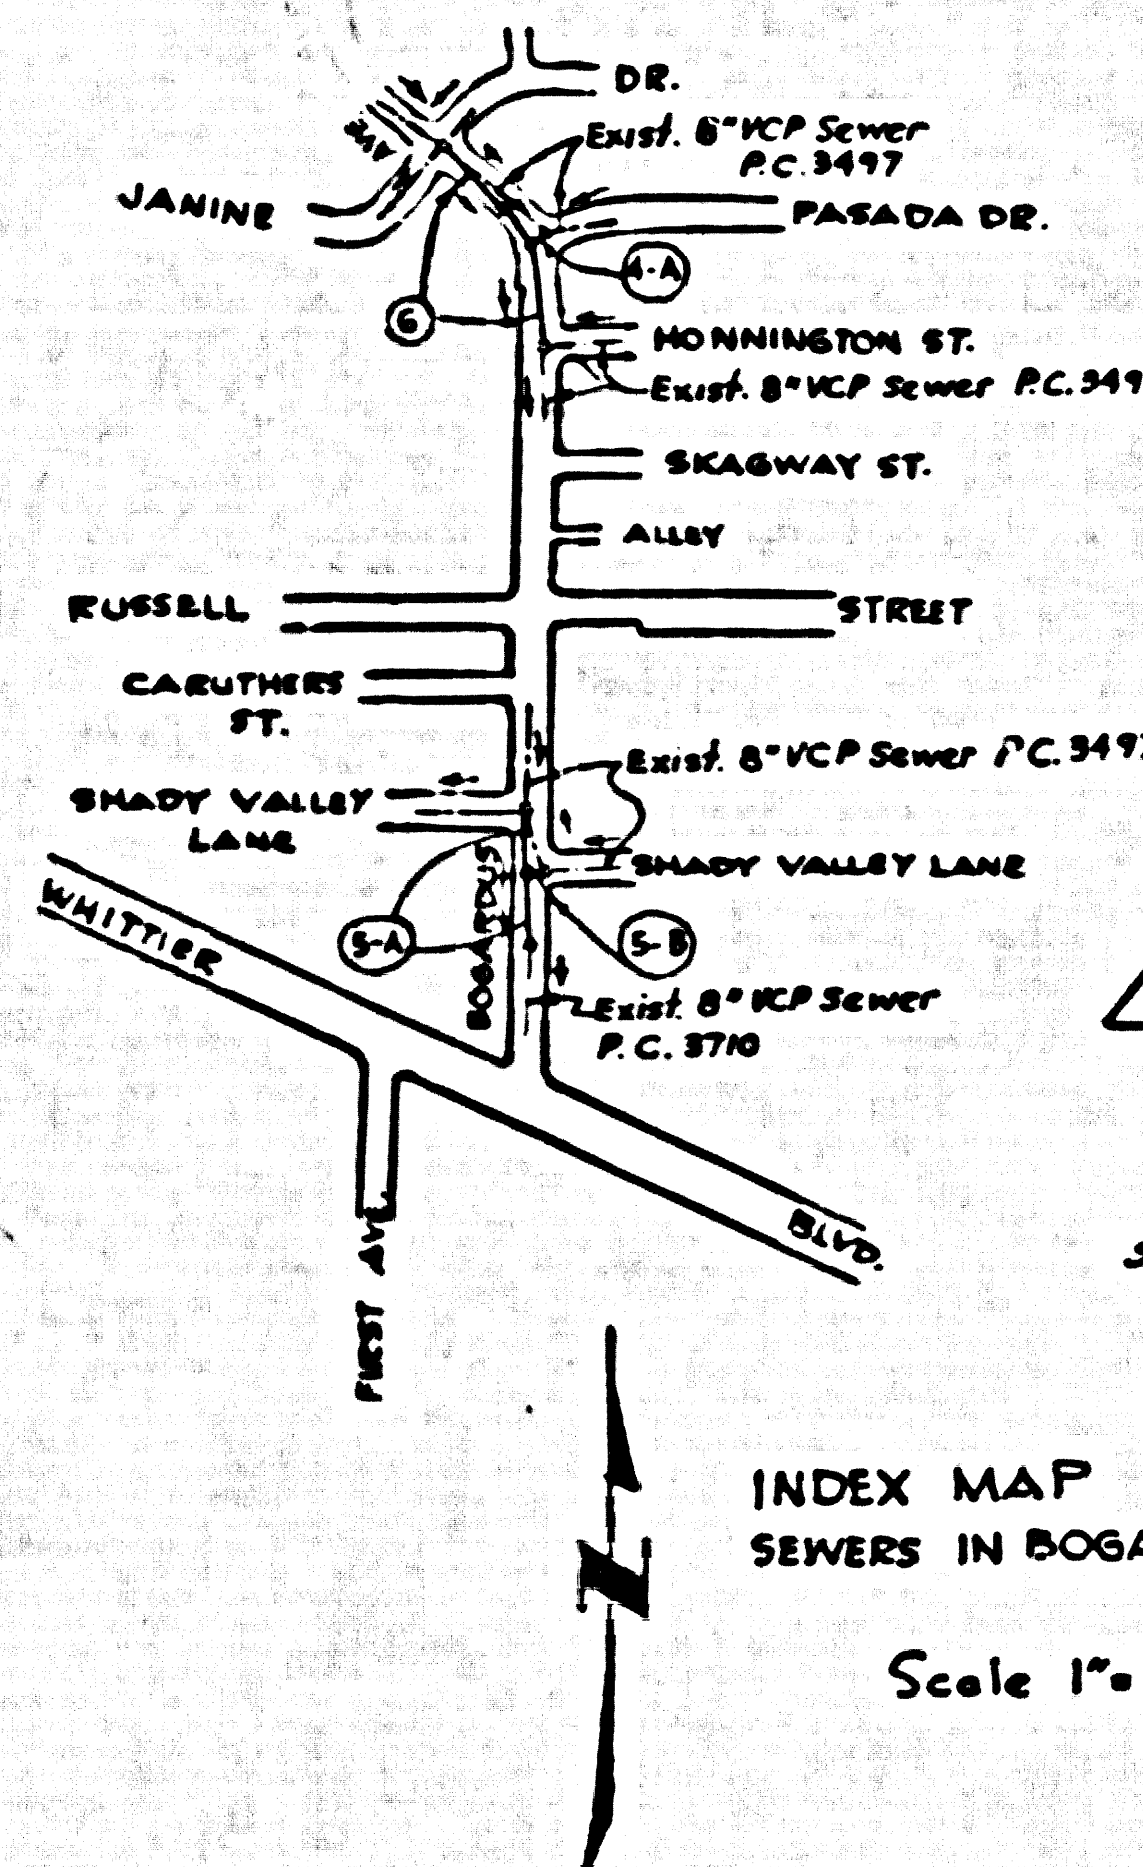 DR.
Exist. 6" VCP Sewer
P.C. 3497
AVE
JANINE
PASADA DR.
4-A
6
HONNINGTON ST.
Exist. 8" VCP Sewer P.C. 349
SKAGWAY ST.
ALLEY
RUSSELL
STREET
CARUTHERS
ST.
Exist. 8" VCP Sewer P.C. 3497
SHADY VALLEY
LANE
SHADY VALLEY LANE
WHITTIER
BOGARDUS
5-A
5-B
Exist. 8" VCP Sewer
P.C. 3710
BLVD.
FIRST AVE.
S
N
INDEX MAP
SEWERS IN BOGA
Scale 1"=